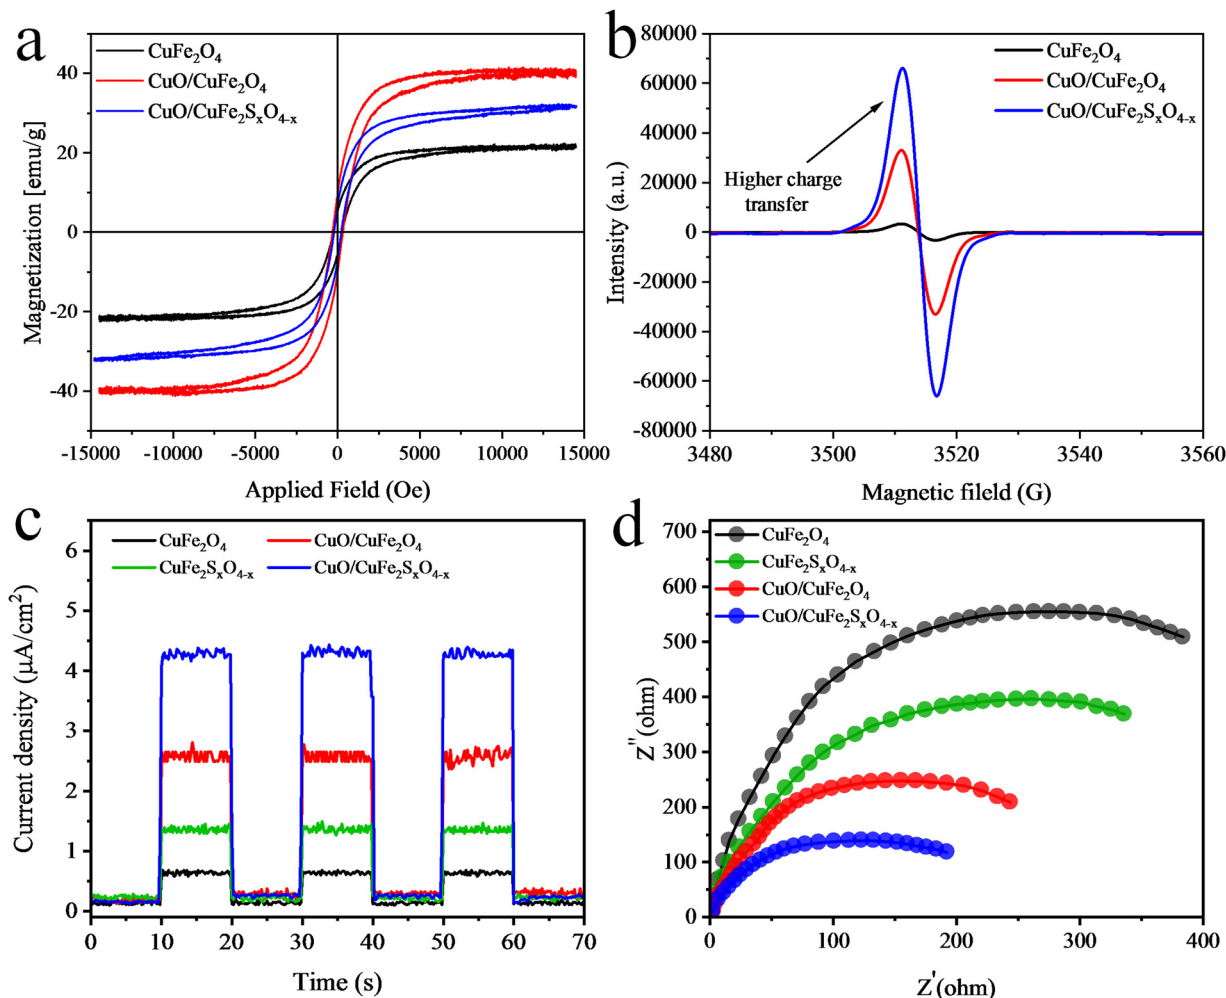 a
CuFe₂O₄
CuO/CuFe₂O₄
CuO/CuFe₂SₓO₄₋ₓ
Magnetization [emu/g]
40
20
0
-20
-40
-15000 -10000 -5000 0 5000 10000 15000
Applied Field (Oe)
b
CuFe₂O₄
CuO/CuFe₂O₄
CuO/CuFe₂SₓO₄₋ₓ
Higher charge
transfer
Intensity (a.u.)
80000
60000
40000
20000
0
-20000
-40000
-60000
-80000
3480 3500 3520 3540 3560
Magnetic fileld (G)
c
CuFe₂O₄ CuO/CuFe₂O₄
CuFe₂SₓO₄₋ₓ CuO/CuFe₂SₓO₄₋ₓ
Current density (μA/cm²)
6
5
4
3
2
1
0
0 10 20 30 40 50 60 70
Time (s)
d
CuFe₂O₄
CuFe₂SₓO₄₋ₓ
CuO/CuFe₂O₄
CuO/CuFe₂SₓO₄₋ₓ
Z''(ohm)
700
600
500
400
300
200
100
0
0 100 200 300 400
Z'(ohm)